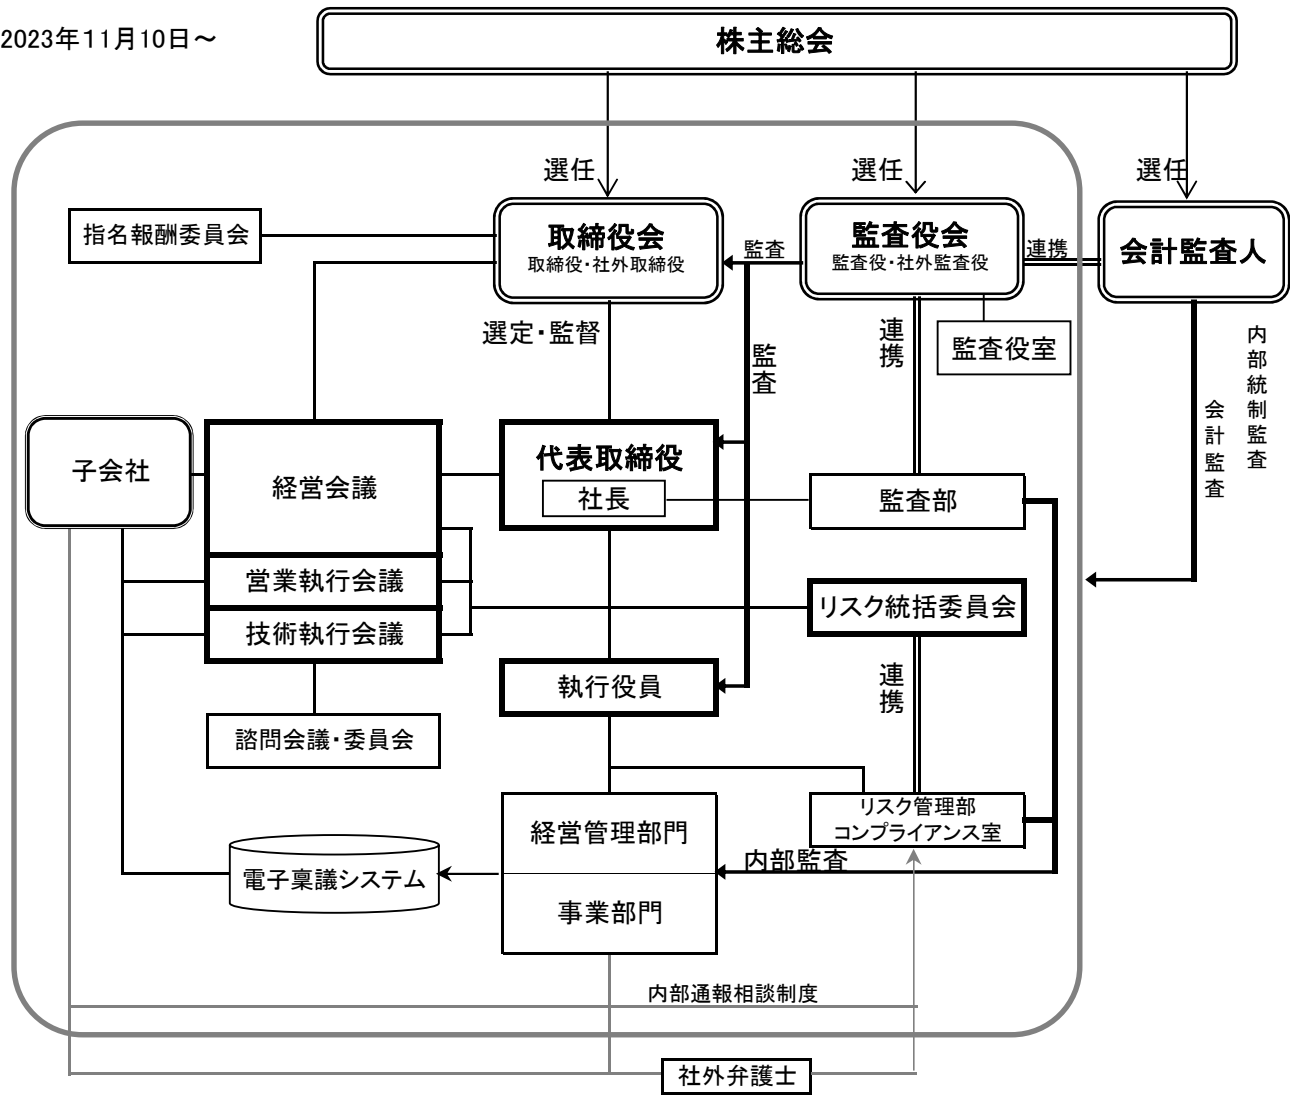 2023年11月10日～
株主総会
選任
選任
選任
指名報酬委員会
取締役会
取締役・社外取締役
監査
監査役会
監査役・社外監査役
連携
会計監査人
選定・監督
監査
連携
監査役室
内部統制監査
会計監査
子会社
経営会議
代表取締役
社長
監査部
営業執行会議
リスク統括委員会
技術執行会議
執行役員
連携
諮問会議・委員会
経営管理部門
リスク管理部
コンプライアンス室
内部監査
電子稟議システム
事業部門
内部通報相談制度
社外弁護士